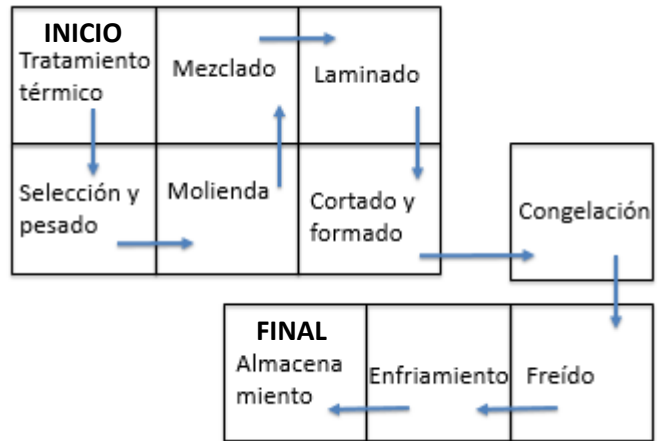 INICIO
Tratamiento
térmico
Mezclado
Laminado
Selección y
pesado
Molienda
Cortado y
formado
Congelación
FINAL
Almacena
miento
Enfriamiento
Freído